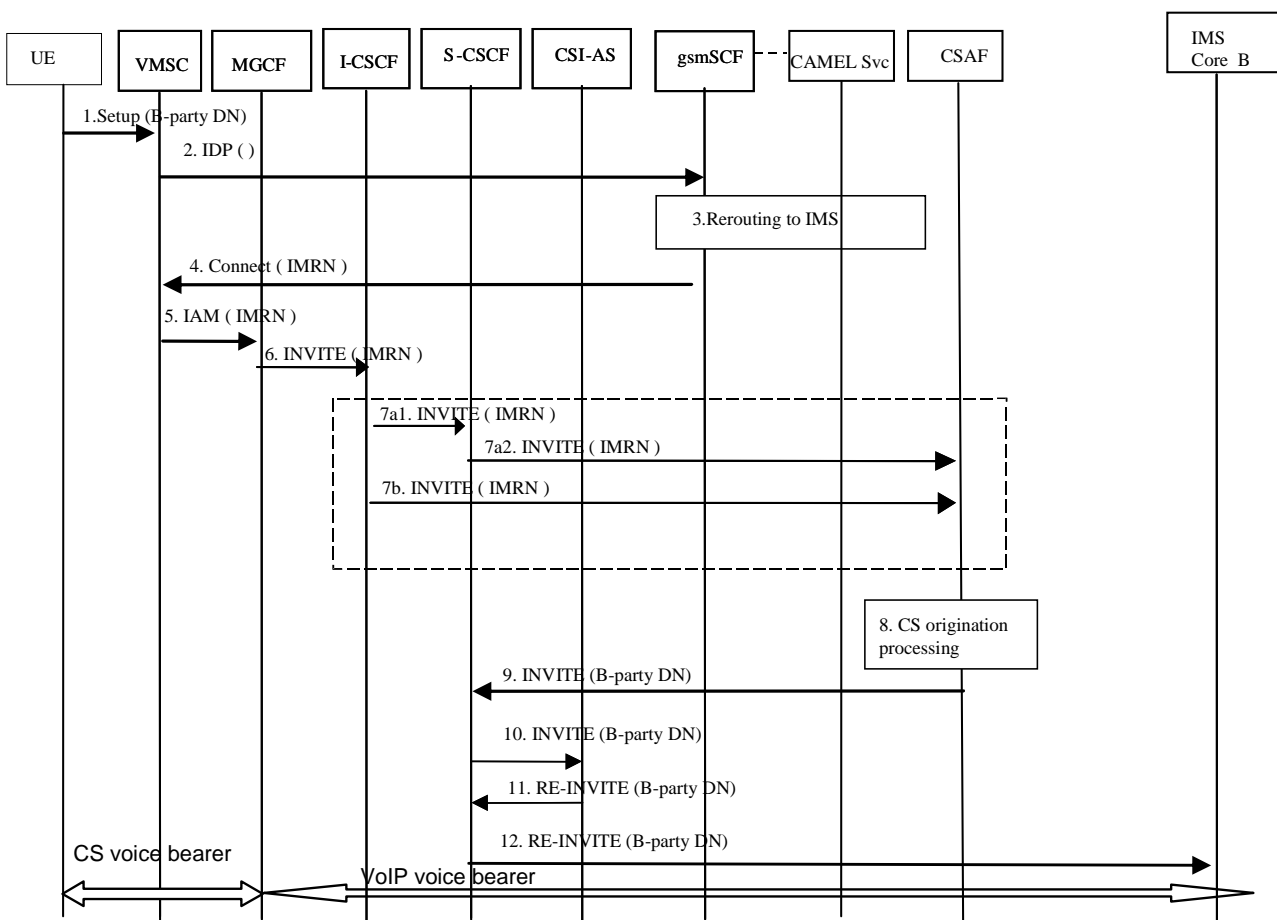 UE
VMSC
MGCF
I-CSCF
S-CSCF
CSI-AS
gsmSCF
CAMEL Svc
CSAF
IMS
Core B
1.Setup (B-party DN)
2. IDP ( )
3.Rerouting to IMS
4. Connect ( IMRN )
5. IAM ( IMRN )
6. INVITE ( IMRN )
7a1. INVITE ( IMRN )
7a2. INVITE ( IMRN )
7b. INVITE ( IMRN )
8. CS origination
processing
9. INVITE (B-party DN)
10. INVITE (B-party DN)
11. RE-INVITE (B-party DN)
12. RE-INVITE (B-party DN)
CS voice bearer
VoIP voice bearer